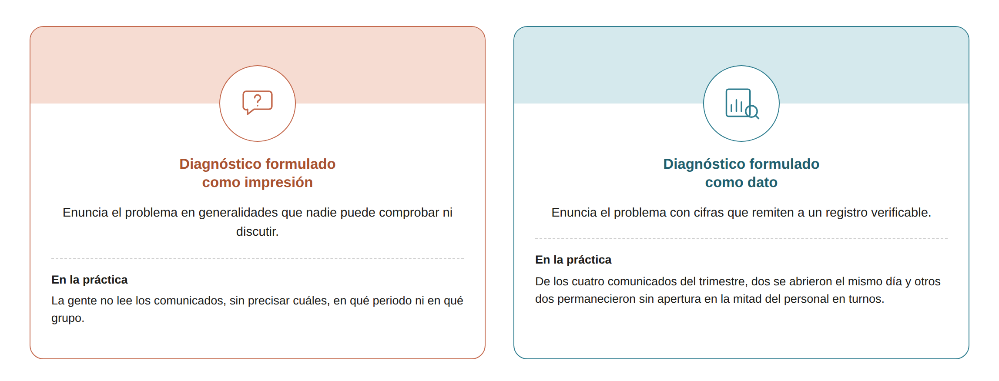 Diagnóstico formulado
como impresión
Enuncia el problema en generalidades que nadie puede comprobar ni
discutir.
En la práctica
La gente no lee los comunicados, sin precisar cuáles, en qué periodo ni en qué
grupo.
Diagnóstico formulado
como dato
Enuncia el problema con cifras que remiten a un registro verificable.
En la práctica
De los cuatro comunicados del trimestre, dos se abrieron el mismo día y otros
dos permanecieron sin apertura en la mitad del personal en turnos.